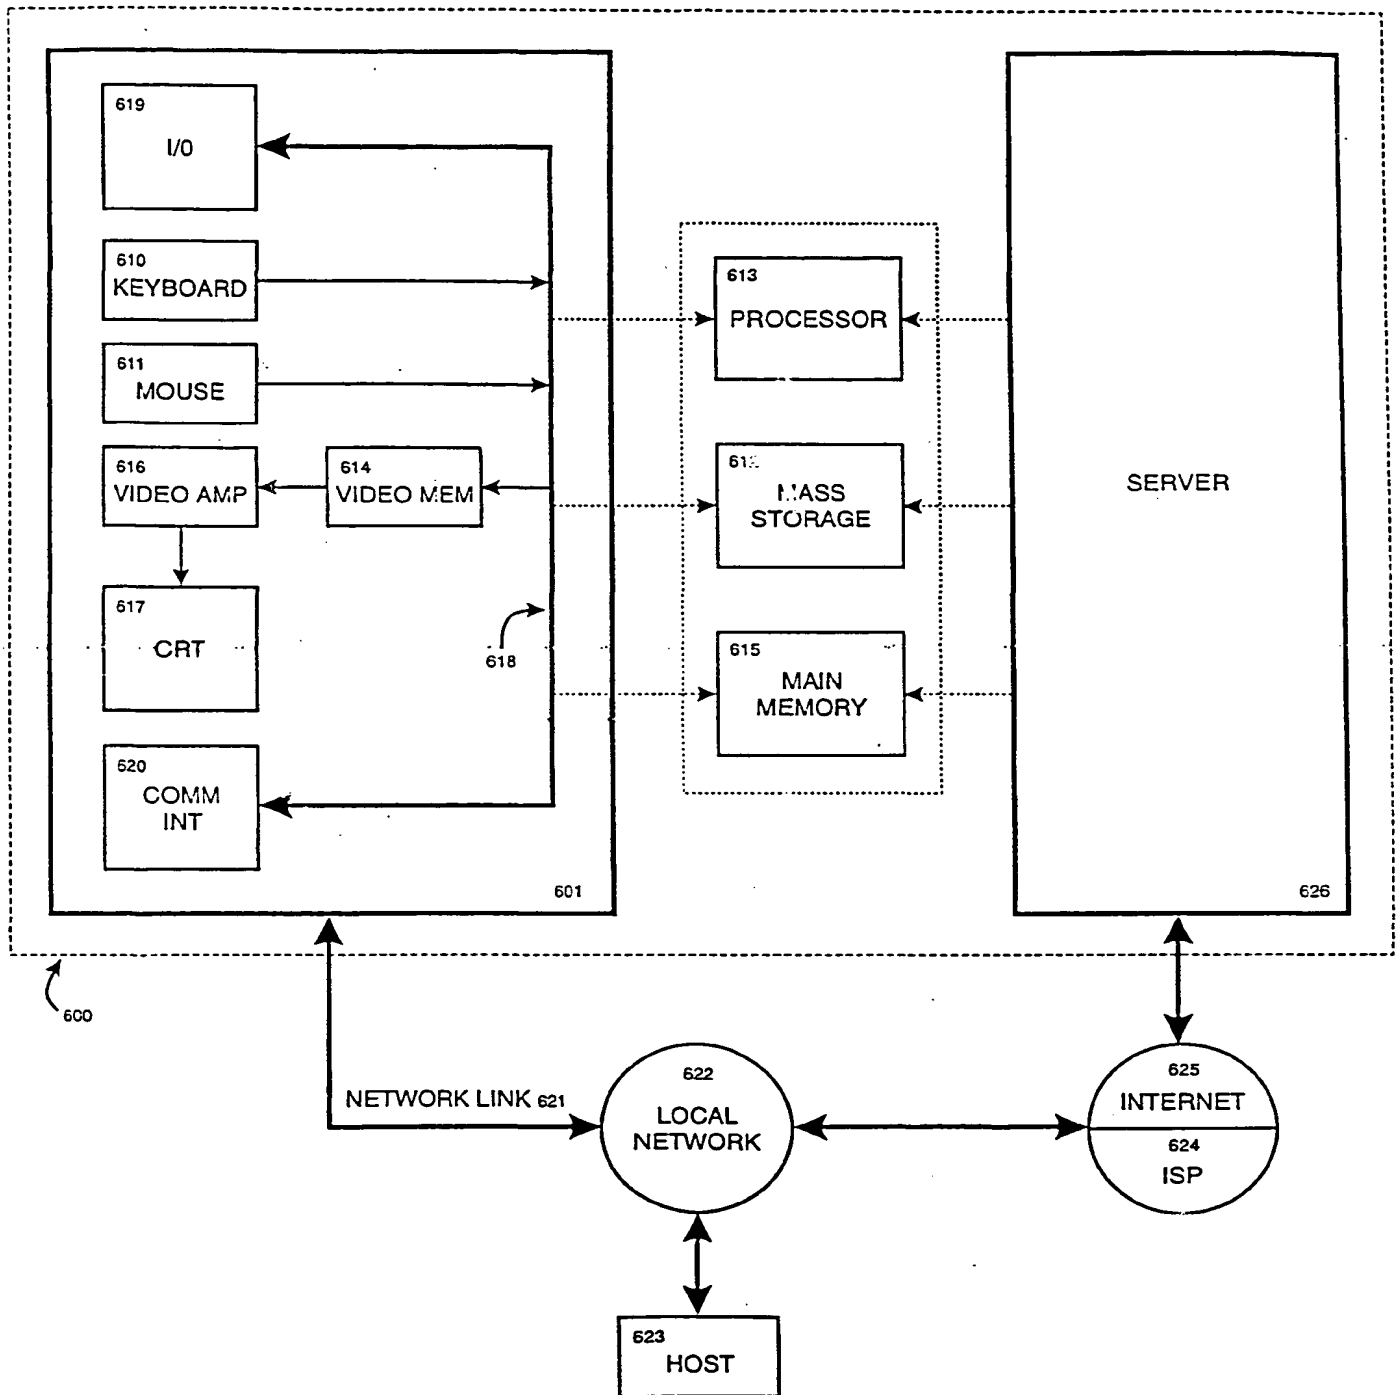 619
I/O
610
KEYBOARD
611
MOUSE
616
VIDEO AMP
614
VIDEO MEM
617
CRT
618
620
COMM
INT
601
613
PROCESSOR
MASS
STORAGE
615
MAIN
MEMORY
SERVER
626
600
NETWORK LINK 621
622
LOCAL
NETWORK
625
INTERNET
624
ISP
623
HOST